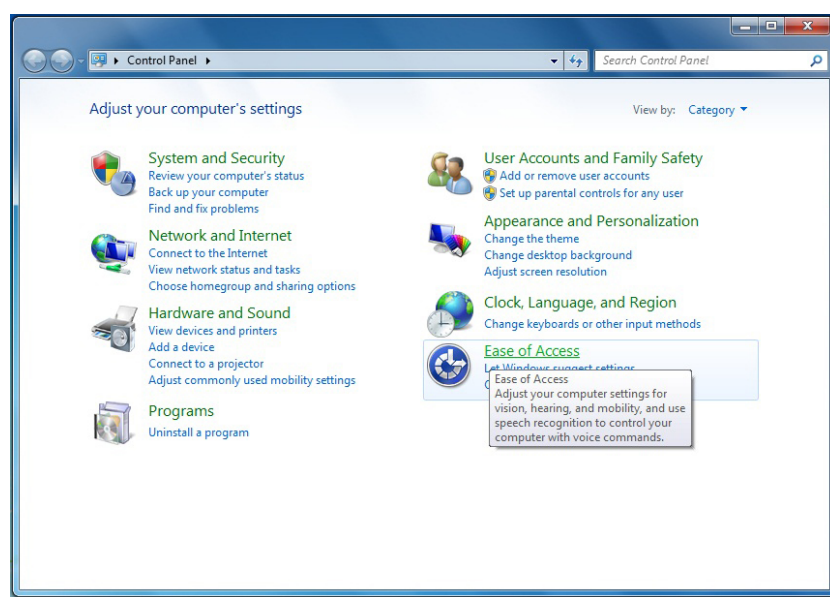 Control Panel
Search Control Panel
Adjust your computer's settings
View by: Category
System and Security
Review your computer's status
Back up your computer
Find and fix problems
Network and Internet
Connect to the Internet
View network status and tasks
Choose homegroup and sharing options
Hardware and Sound
View devices and printers
Add a device
Connect to a projector
Adjust commonly used mobility settings
Programs
Uninstall a program
User Accounts and Family Safety
Add or remove user accounts
Set up parental controls for any user
Appearance and Personalization
Change the theme
Change desktop background
Adjust screen resolution
Clock, Language, and Region
Change keyboards or other input methods
Ease of Access
Let Windows suggest settings
Ease of Access
Adjust your computer settings for
vision, hearing, and mobility, and use
speech recognition to control your
computer with voice commands.